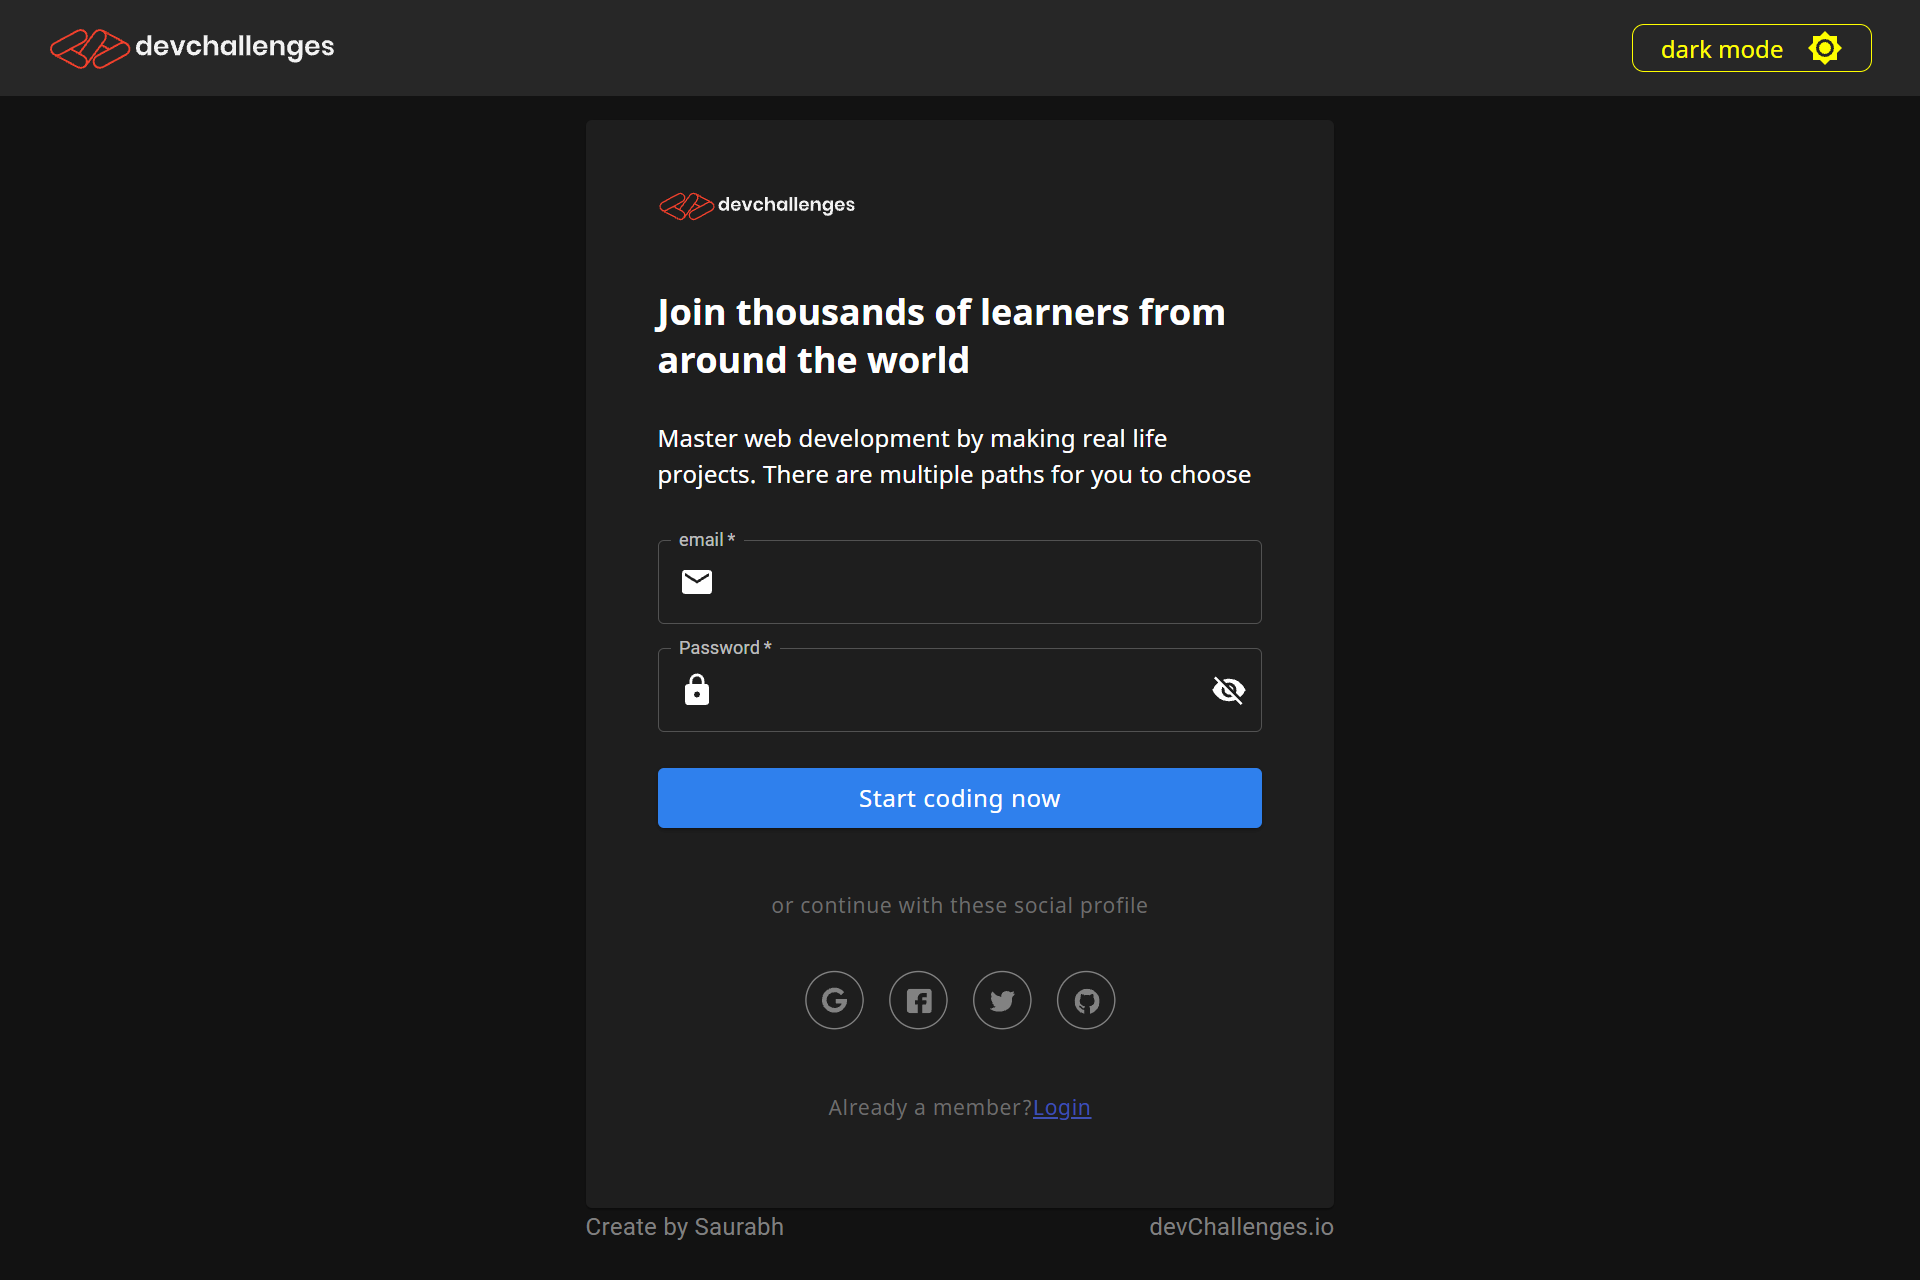 devchallenges
dark mode
devchallenges
Join thousands of learners from
around the world
Master web development by making real life
projects. There are multiple paths for you to choose
email *
Password *
Start coding now
or continue with these social profile
Already a member?Login
Create by Saurabh
devChallenges.io